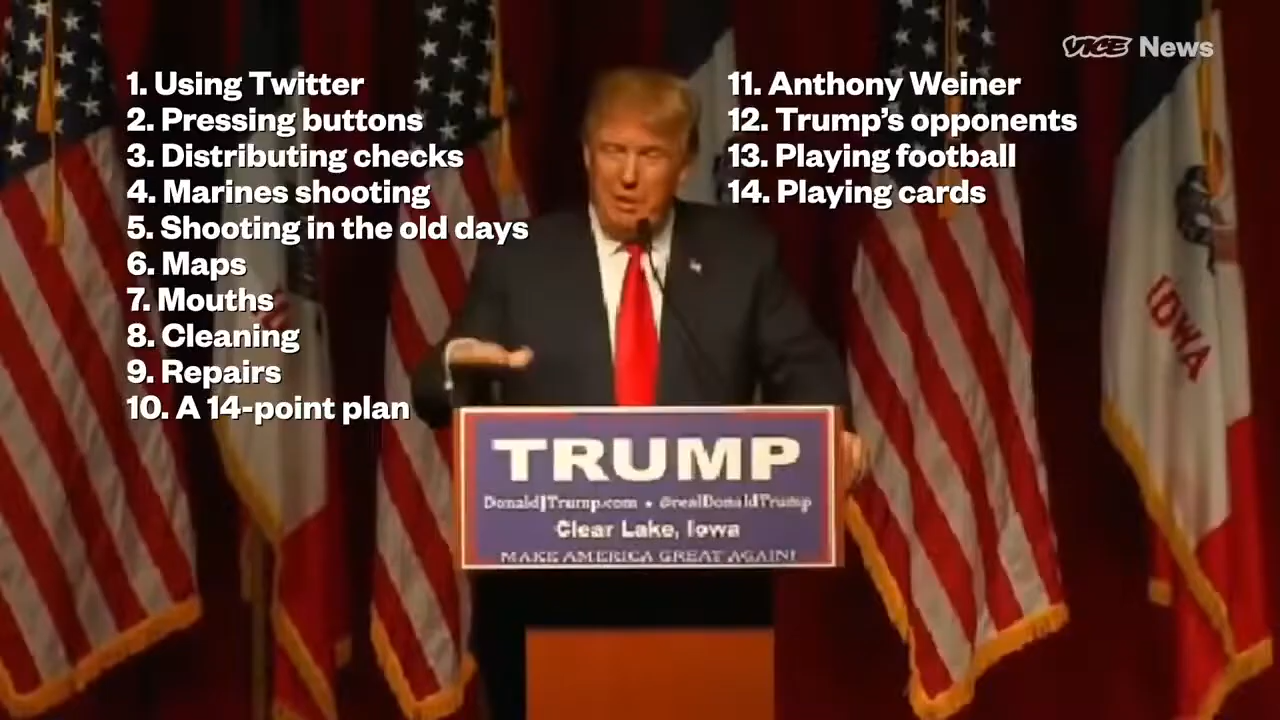 VICE News
1. Using Twitter
2. Pressing buttons
3. Distributing checks
4. Marines shooting
5. Shooting in the old days
6. Maps
7. Mouths
8. Cleaning
9. Repairs
10. A 14-point plan
11. Anthony Weiner
12. Trump’s opponents
13. Playing football
14. Playing cards
IOWA
TRUMP
DonaldJTrump.com • @realDonaldTrump
Clear Lake, Iowa
MAKE AMERICA GREAT AGAIN!